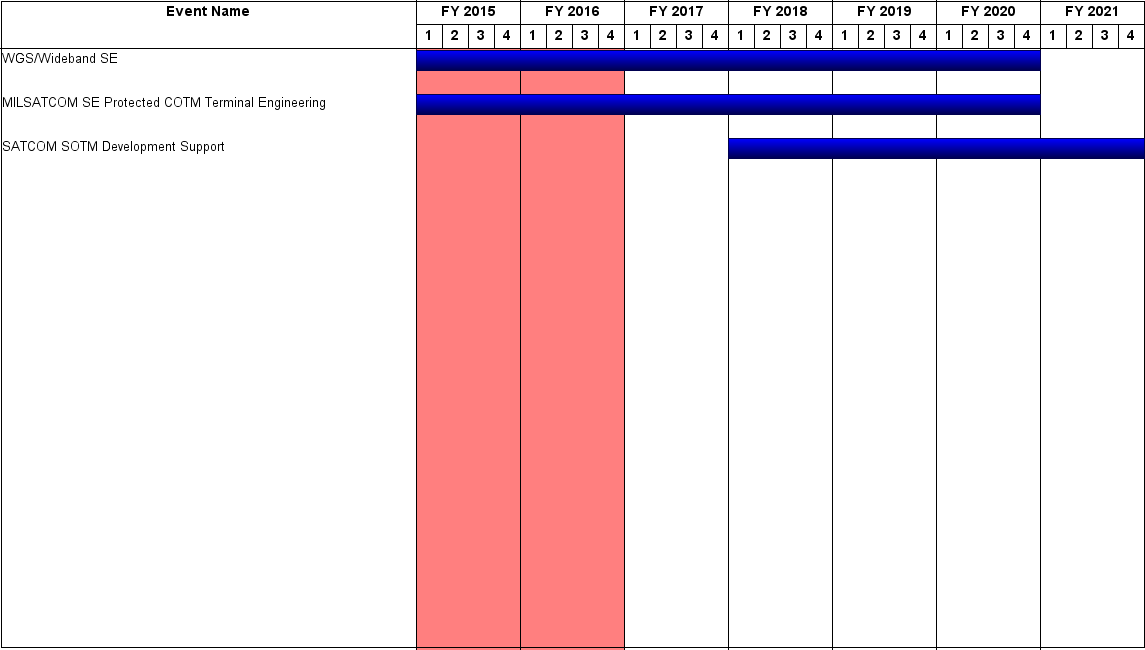 Event Name FY 2015 FY 2016 FY 2017 FY 2018 FY 2019 FY 2020 FY 2021
1 2 3 4 1 2 3 4 1 2 3 4 1 2 3 4 1 2 3 4 1 2 3 4 1 2 3 4
WGS/Wideband SE
MILSATCOM SE Protected COTM Terminal Engineering
SATCOM SOTM Development Support